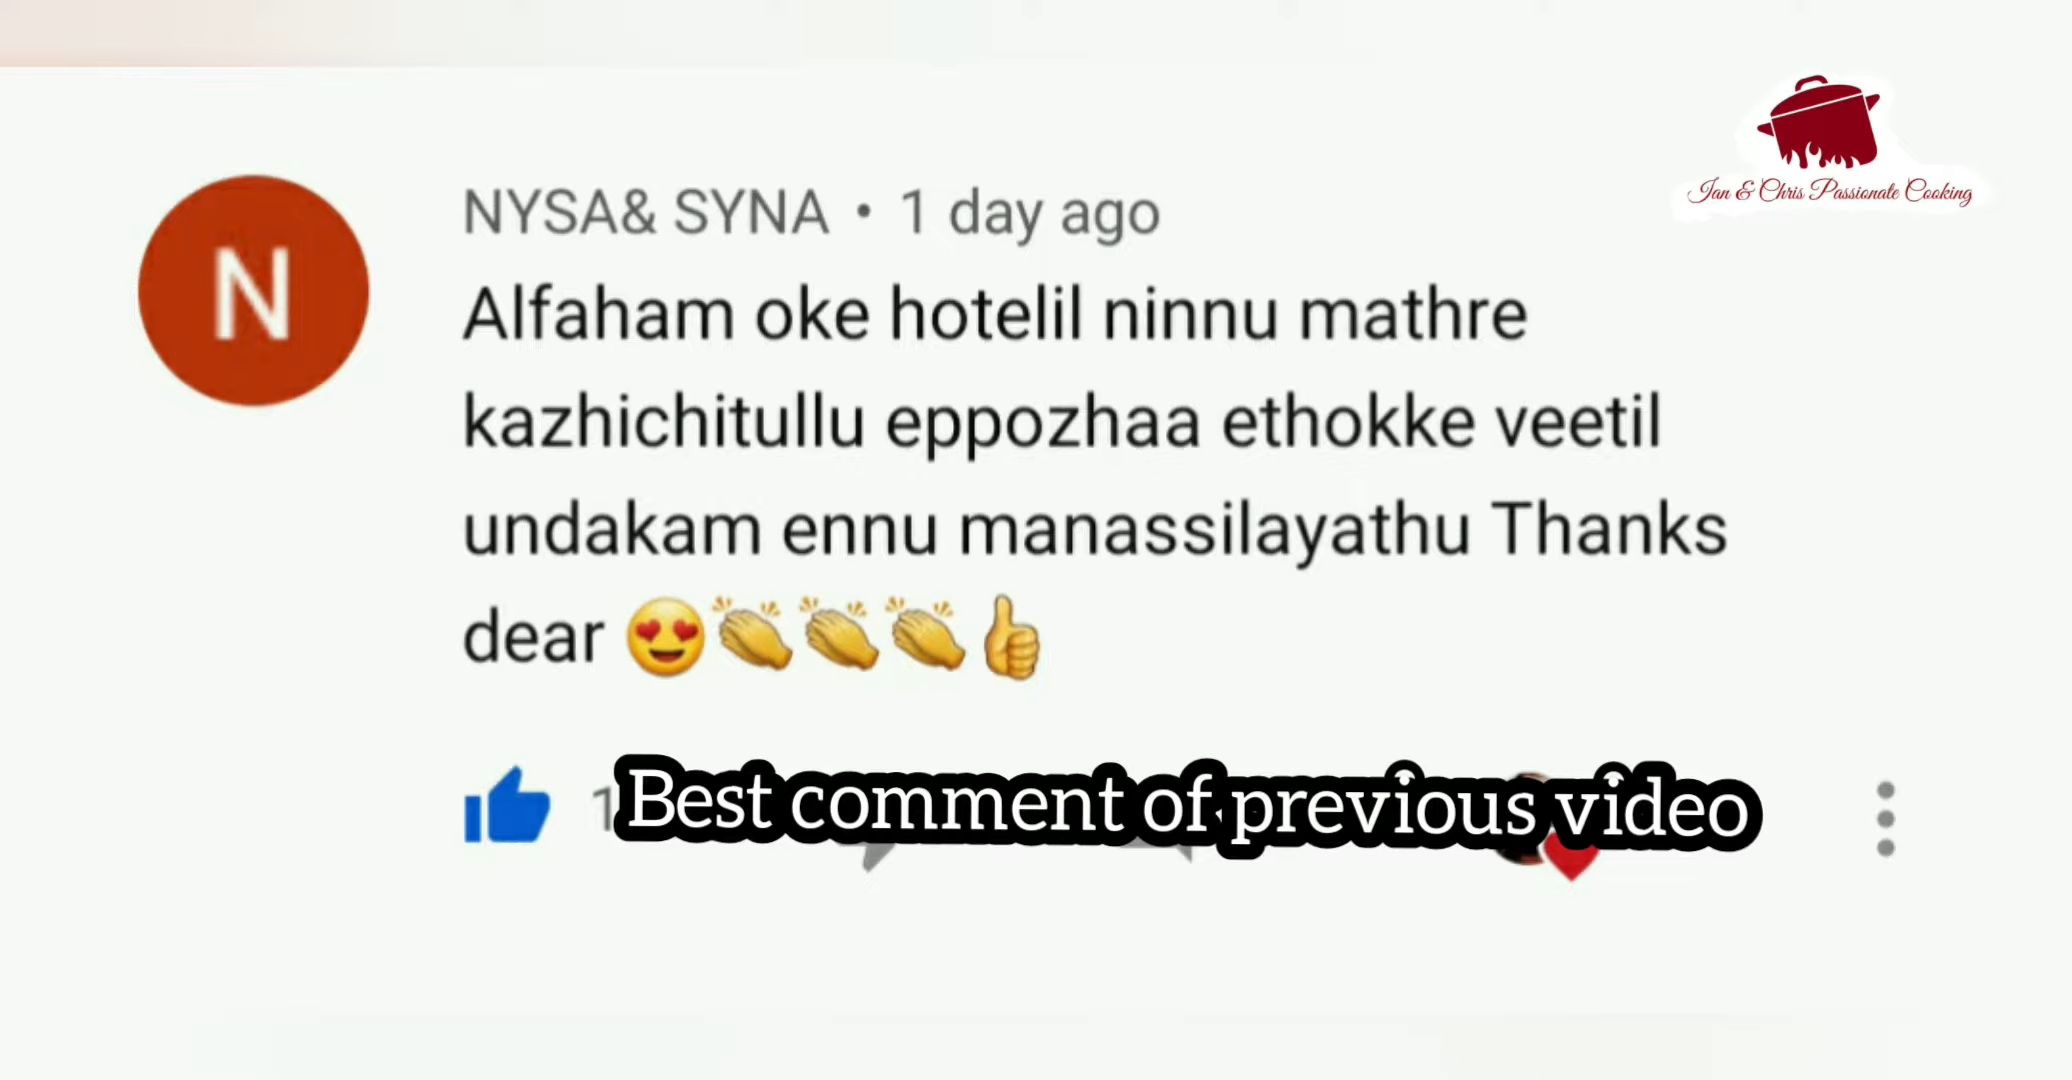 Jan & Chris Passionate Cooking
N
NYSA& SYNA • 1 day ago
Alfaham oke hotelil ninnu mathre
kazhichitullu eppozhaa ethokke veetil
undakam ennu manassilayathu Thanks
dear 😍👏👏👏👍
1
Best comment of previous video